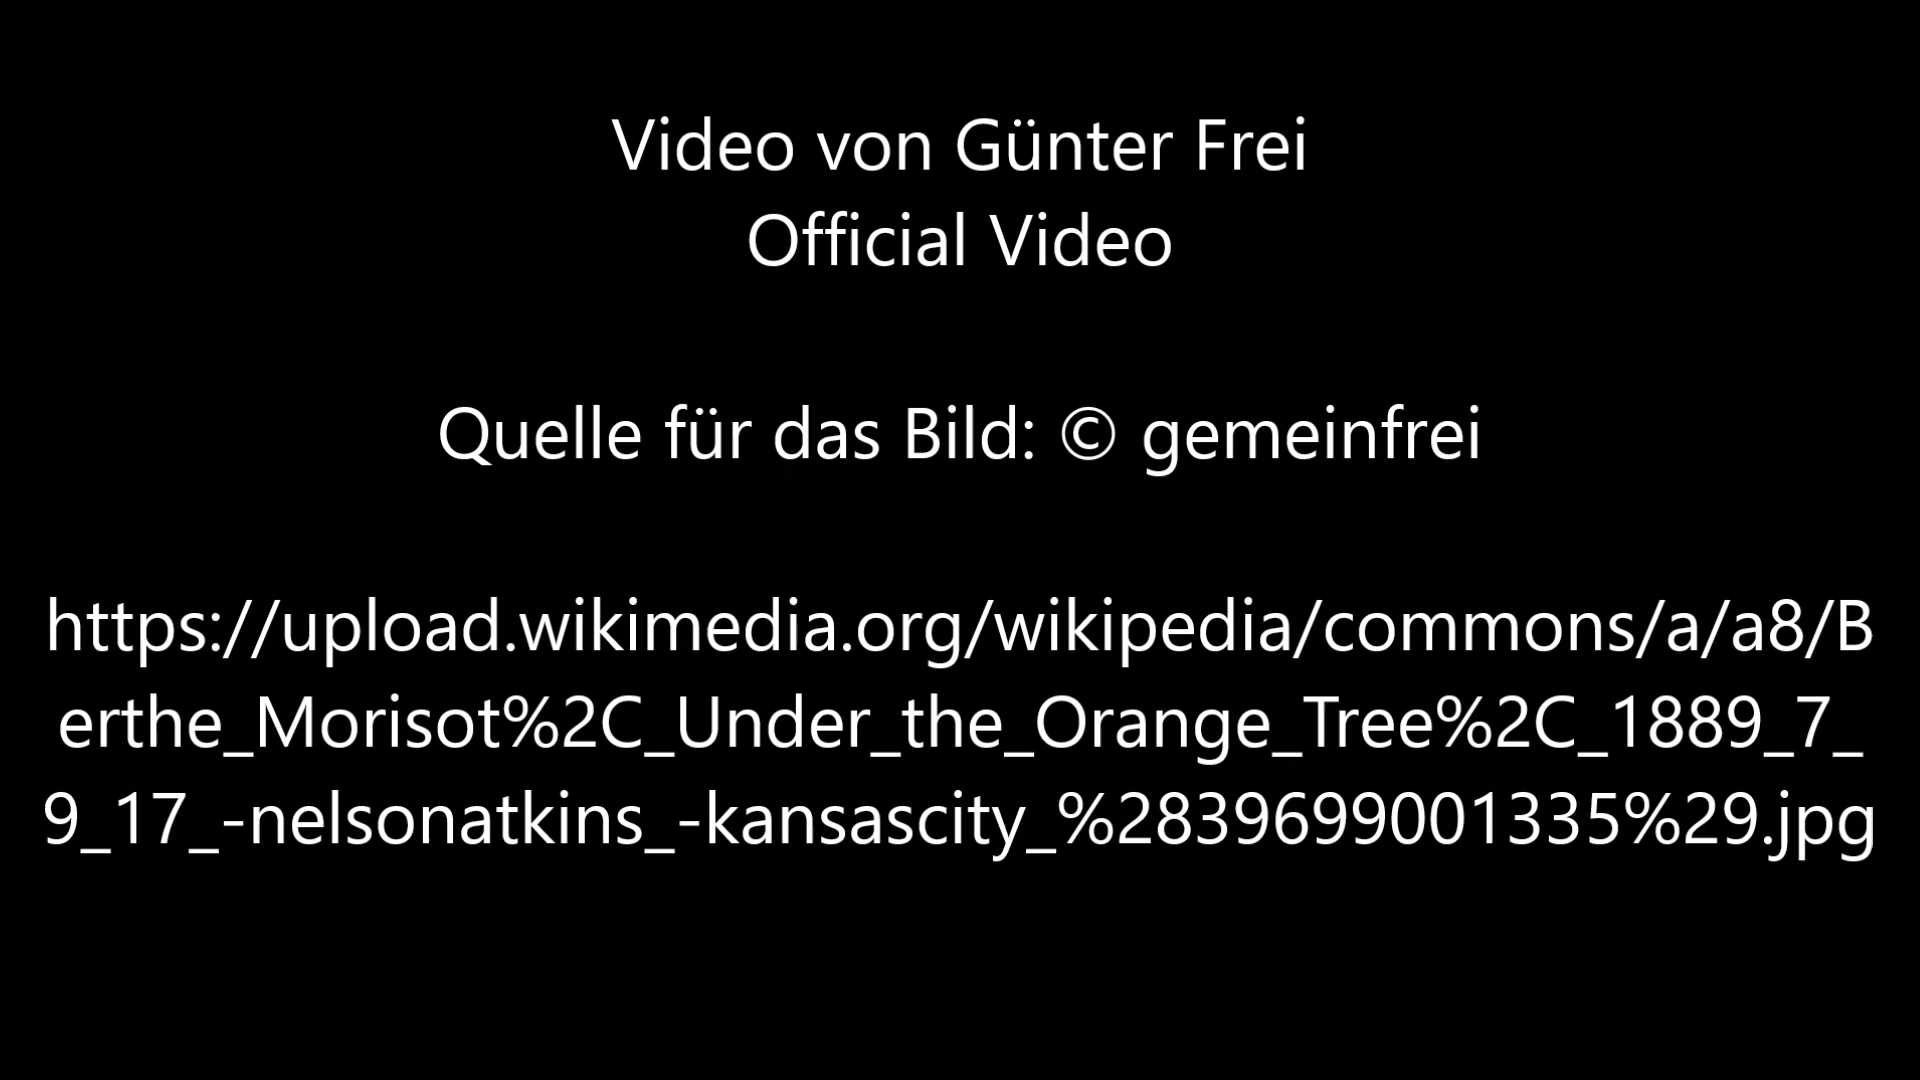 Video von Günter Frei
Official Video
Quelle für das Bild: © gemeinfrei
https://upload.wikimedia.org/wikipedia/commons/a/a8/B
erthe_Morisot%2C_Under_the_Orange_Tree%2C_1889_7_
9_17_-nelsonatkins_-kansascity_%2839699001335%29.jpg